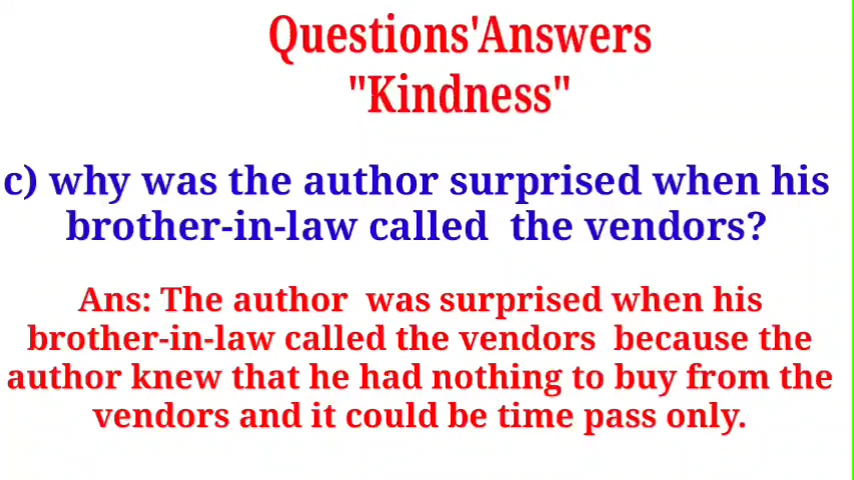 Questions'Answers
"Kindness"
c) why was the author surprised when his
brother-in-law called the vendors?
Ans: The author was surprised when his
brother-in-law called the vendors because the
author knew that he had nothing to buy from the
vendors and it could be time pass only.